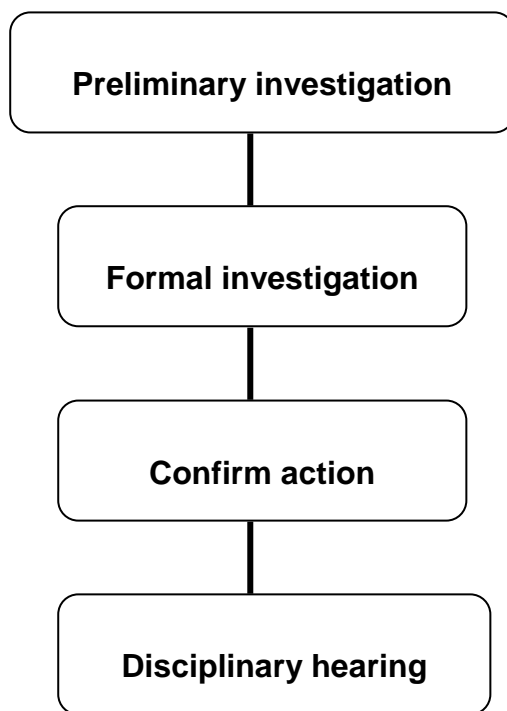 Preliminary investigation
Formal investigation
Confirm action
Disciplinary hearing